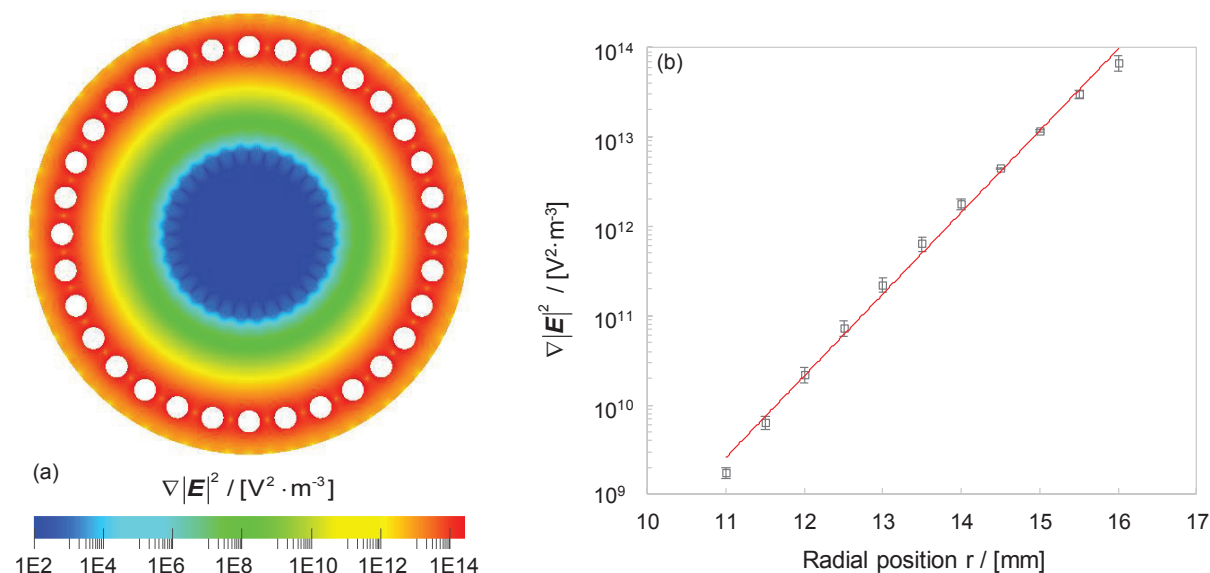 (a)
∇|E|² / [V² · m⁻³]
1E2 1E4 1E6 1E8 1E10 1E12 1E14
(b)
∇|E|² / [V²·m⁻³]
10¹⁴
10¹³
10¹²
10¹¹
10¹⁰
10⁹
10 11 12 13 14 15 16 17
Radial position r / [mm]